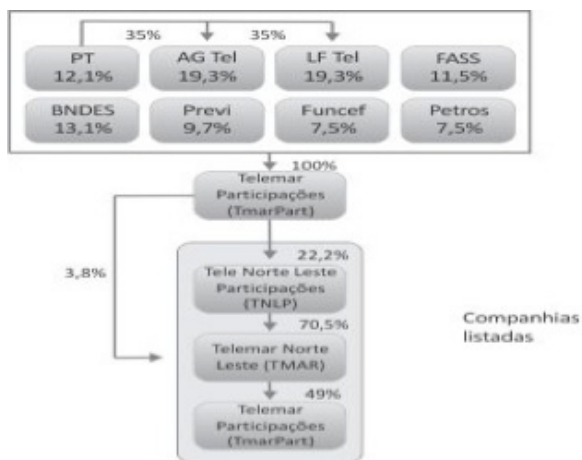 35%
35%
PT
12,1%
AG Tel
19,3%
LF Tel
19,3%
FASS
11,5%
BNDES
13,1%
Previ
9,7%
Funcef
7,5%
Petros
7,5%
100%
Telemar
Participações
(TmarPart)
3,8%
22,2%
Tele Norte Leste
Participações
(TNLP)
70,5%
Telemar Norte
Leste (TMAR)
49%
Telemar
Participações
(TmarPart)
Companhias
listadas